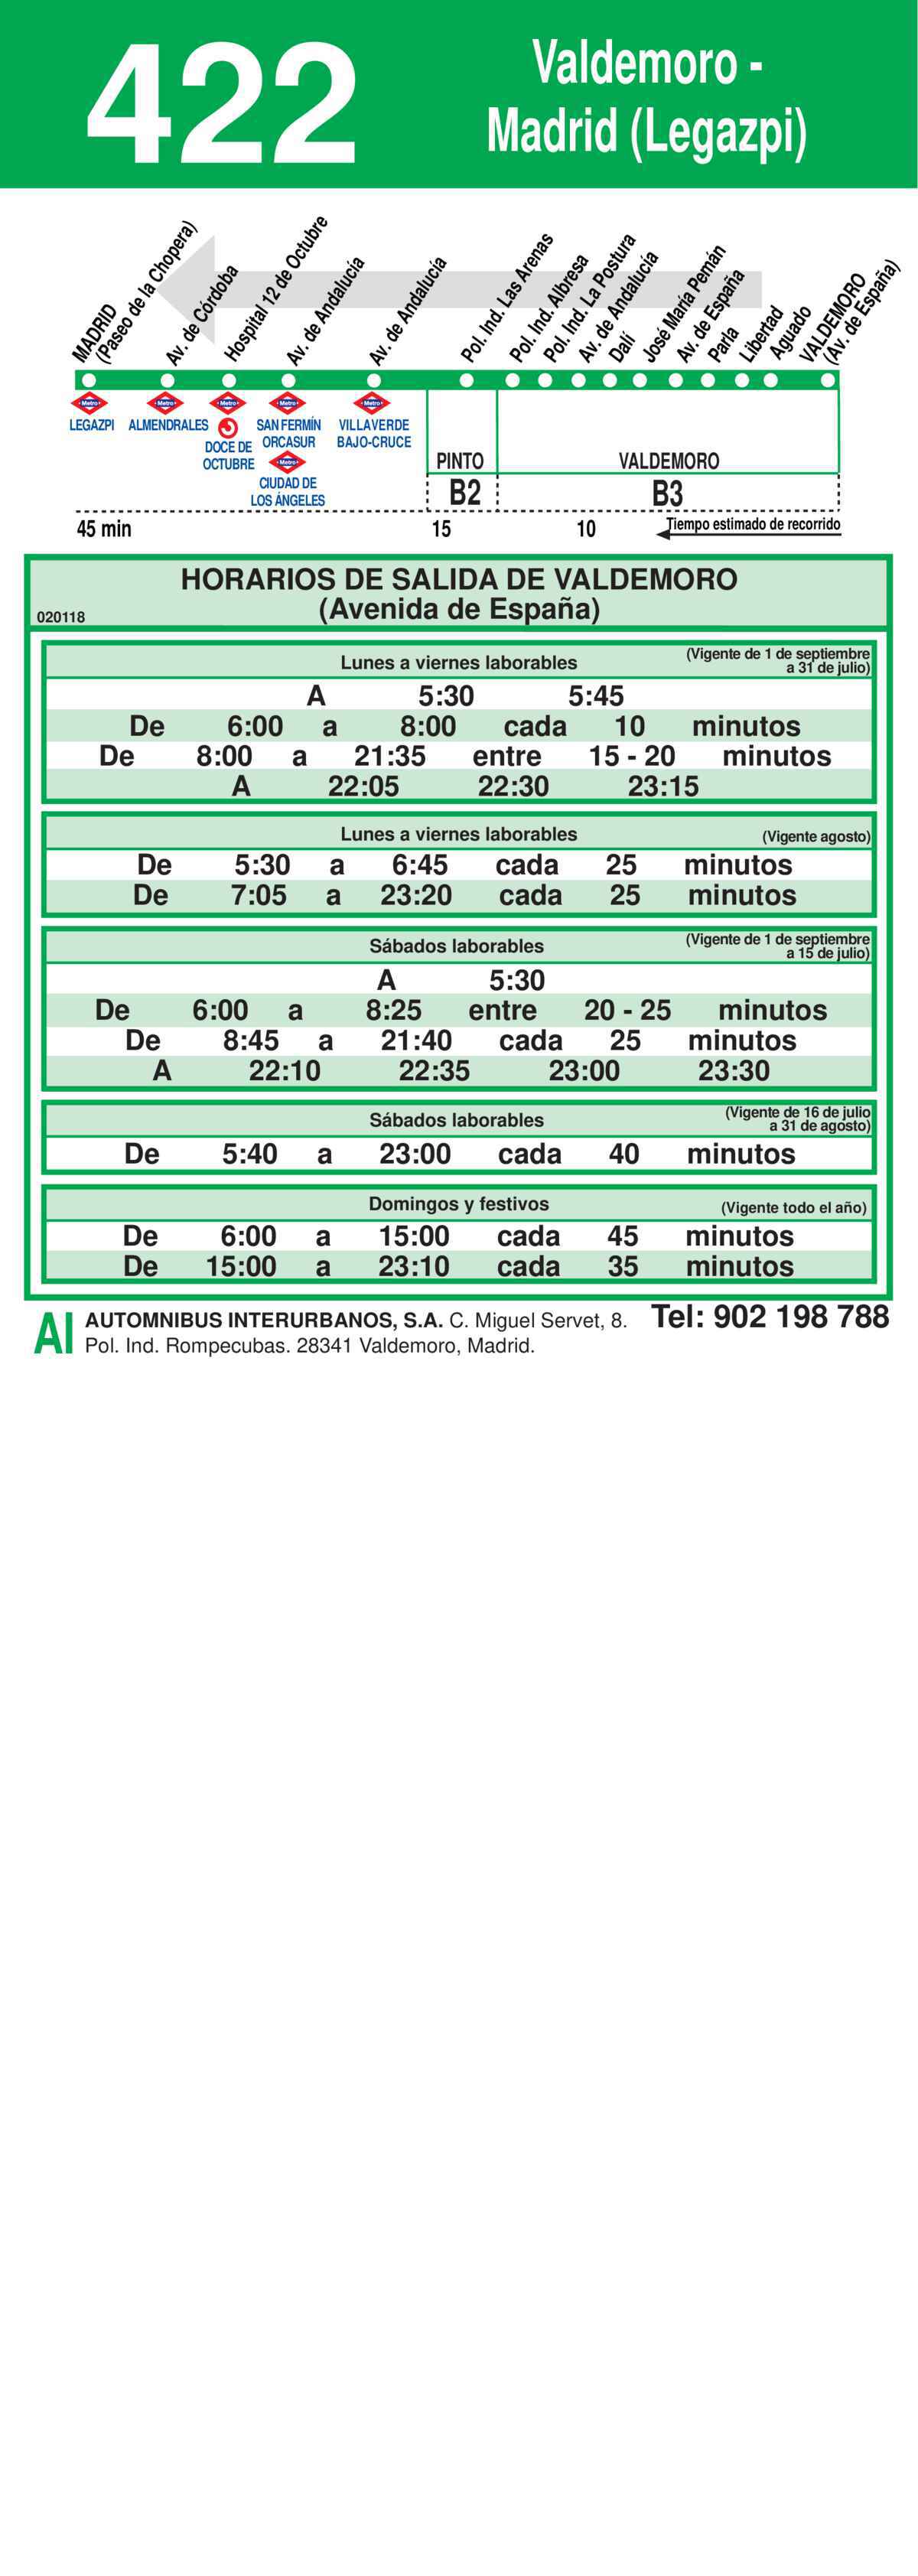 422
Valdemoro -
Madrid (Legazpi)
MADRID
(Paseo de la Chopera)
Av. de Córdoba
Hospital 12 de Octubre
Av. de Andalucía
Av. de Andalucía
Pol. Ind. Las Arenas
Pol. Ind. Albresa
Pol. Ind. La Postura
Av. de Andalucía
Dalí
José María Pemán
Av. de España
Parla
Libertad
Aguado
VALDEMORO
(Av. de España)
Metro Metro Metro Metro Metro
LEGAZPI ALMENDRALES SAN FERMÍN VILLAVERDE
DOCE DE ORCASUR BAJO-CRUCE
OCTUBRE Metro PINTO VALDEMORO
CIUDAD DE
LOS ÁNGELES B2 B3
45 min 15 10 Tiempo estimado de recorrido
HORARIOS DE SALIDA DE VALDEMORO
(Avenida de España)
020118
Lunes a viernes laborables (Vigente de 1 de septiembre
a 31 de julio)
A 5:30 5:45
De 6:00 a 8:00 cada 10 minutos
De 8:00 a 21:35 entre 15 - 20 minutos
A 22:05 22:30 23:15
Lunes a viernes laborables (Vigente agosto)
De 5:30 a 6:45 cada 25 minutos
De 7:05 a 23:20 cada 25 minutos
Sábados laborables (Vigente de 1 de septiembre
a 15 de julio)
A 5:30
De 6:00 a 8:25 entre 20 - 25 minutos
De 8:45 a 21:40 cada 25 minutos
A 22:10 22:35 23:00 23:30
Sábados laborables (Vigente de 16 de julio
a 31 de agosto)
De 5:40 a 23:00 cada 40 minutos
Domingos y festivos (Vigente todo el año)
De 6:00 a 15:00 cada 45 minutos
De 15:00 a 23:10 cada 35 minutos
AI AUTOMNIBUS INTERURBANOS, S.A. C. Miguel Servet, 8. Tel: 902 198 788
Pol. Ind. Rompecubas. 28341 Valdemoro, Madrid.